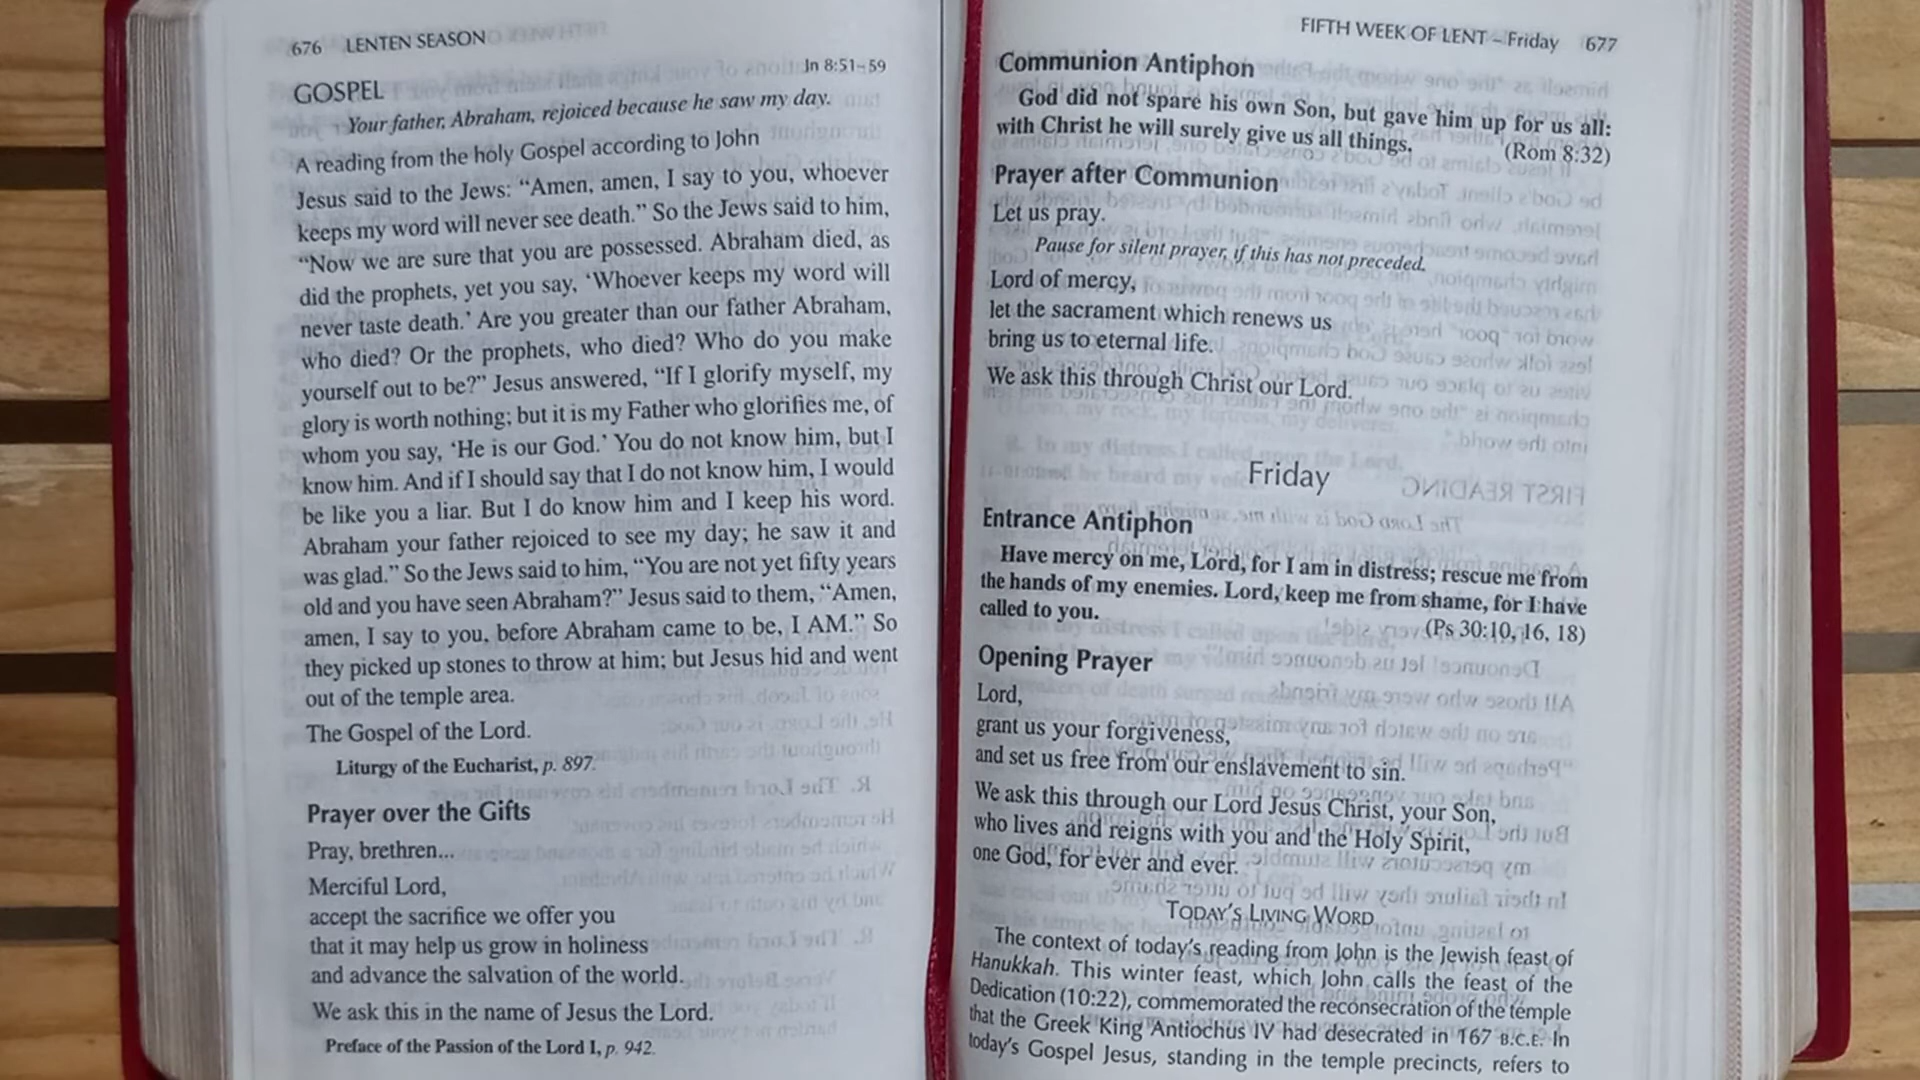 676 LENTEN SEASON
GOSPEL
Jn 8:51–59
Your father, Abraham, rejoiced because he saw my day.
A reading from the holy Gospel according to John
Jesus said to the Jews: “Amen, amen, I say to you, whoever
keeps my word will never see death.” So the Jews said to him,
“Now we are sure that you are possessed. Abraham died, as
did the prophets, yet you say, ‘Whoever keeps my word will
never taste death.’ Are you greater than our father Abraham,
who died? Or the prophets, who died? Who do you make
yourself out to be?” Jesus answered, “If I glorify myself, my
glory is worth nothing; but it is my Father who glorifies me, of
whom you say, ‘He is our God.’ You do not know him, but I
know him. And if I should say that I do not know him, I would
be like you a liar. But I do know him and I keep his word.
Abraham your father rejoiced to see my day; he saw it and
was glad.” So the Jews said to him, “You are not yet fifty years
old and you have seen Abraham?” Jesus said to them, “Amen,
amen, I say to you, before Abraham came to be, I AM.” So
they picked up stones to throw at him; but Jesus hid and went
out of the temple area.
The Gospel of the Lord.
Liturgy of the Eucharist, p. 897.
Prayer over the Gifts
Pray, brethren...
Merciful Lord,
accept the sacrifice we offer you
that it may help us grow in holiness
and advance the salvation of the world.
We ask this in the name of Jesus the Lord.
Preface of the Passion of the Lord I, p. 942.
FIFTH WEEK OF LENT – Friday 677
Communion Antiphon
God did not spare his own Son, but gave him up for us all:
with Christ he will surely give us all things.
(Rom 8:32)
Prayer after Communion
Let us pray.
Pause for silent prayer, if this has not preceded.
Lord of mercy,
let the sacrament which renews us
bring us to eternal life.
We ask this through Christ our Lord.
Friday
Entrance Antiphon
Have mercy on me, Lord, for I am in distress; rescue me from
the hands of my enemies. Lord, keep me from shame, for I have
called to you.
(Ps 30:10, 16, 18)
Opening Prayer
Lord,
grant us your forgiveness,
and set us free from our enslavement to sin.
We ask this through our Lord Jesus Christ, your Son,
who lives and reigns with you and the Holy Spirit,
one God, for ever and ever.
TODAY’S LIVING WORD
The context of today’s reading from John is the Jewish feast of
Hanukkah. This winter feast, which John calls the feast of the
Dedication (10:22), commemorated the reconsecration of the temple
that the Greek King Antiochus IV had desecrated in 167 B.C.E. In
today’s Gospel Jesus, standing in the temple precincts, refers to